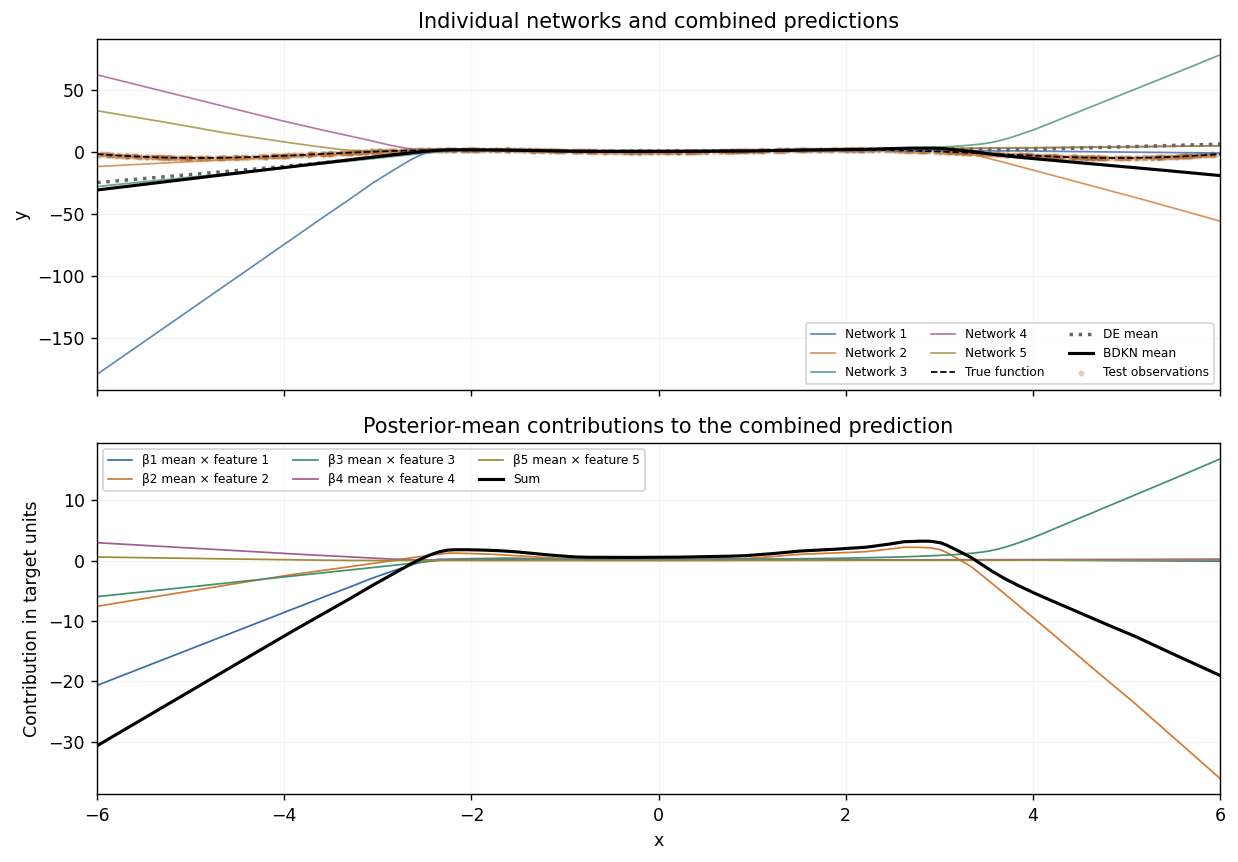 Individual networks and combined predictions
50
0
−50
−100
−150
y
Network 1
Network 2
Network 3
Network 4
Network 5
True function
DE mean
BDKN mean
Test observations
Posterior-mean contributions to the combined prediction
β1 mean × feature 1
β2 mean × feature 2
β3 mean × feature 3
β4 mean × feature 4
β5 mean × feature 5
Sum
10
0
−10
−20
−30
Contribution in target units
−6
−4
−2
0
2
4
6
x